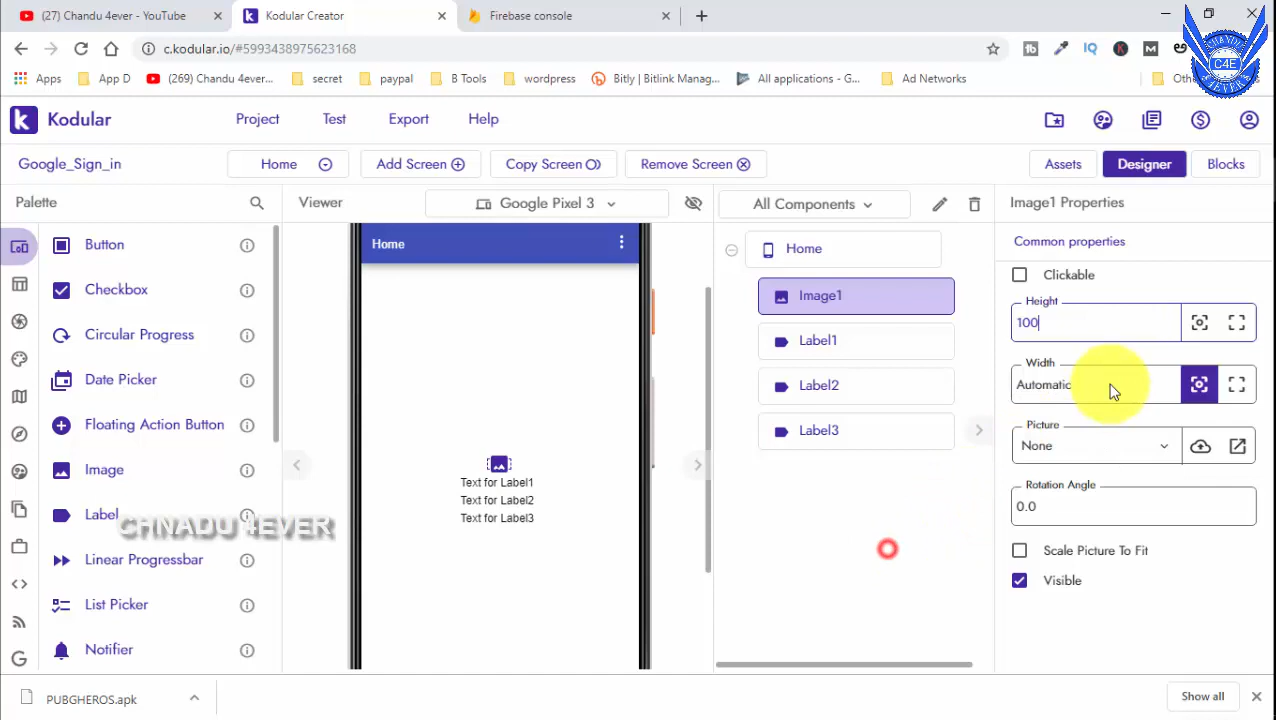 (27) Chandu 4ever - YouTube
Kodular Creator
Firebase console
c.kodular.io/#5993438975623168
Apps
App D
(269) Chandu 4ever...
secret
paypal
B Tools
wordpress
Bitly | Bitlink Manag...
All applications - G...
Ad Networks
C4E
Kodular
Project
Test
Export
Help
Google_Sign_in
Home
Add Screen
Copy Screen
Remove Screen
Assets
Designer
Blocks
Palette
Viewer
Google Pixel 3
All Components
Image1 Properties
Button
Checkbox
Circular Progress
Date Picker
Floating Action Button
Image
Label
Linear Progressbar
List Picker
Notifier
CHNADU 4EVER
Home
Text for Label1
Text for Label2
Text for Label3
Home
Image1
Label1
Label2
Label3
Common properties
Clickable
Height
100
Width
Automatic
Picture
None
Rotation Angle
0.0
Scale Picture To Fit
Visible
PUBGHEROS.apk
Show all